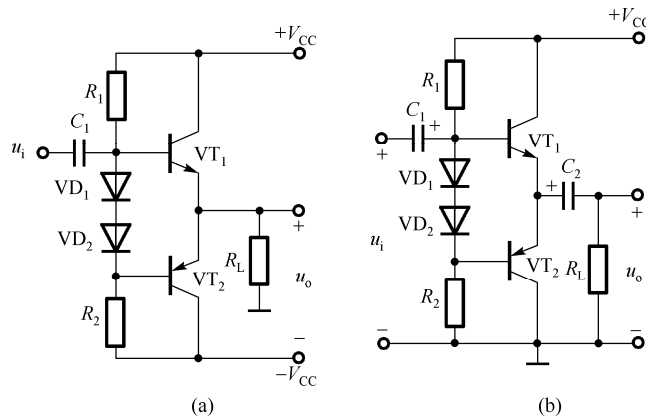 +V_CC
R_1
C_1
u_i
VT_1
VD_1
VD_2
+
R_L
u_o
VT_2
R_2
−
−V_CC
(a)
+V_CC
R_1
C_1
+
+
VT_1
C_2
VD_1
+
+
VD_2
u_i
VT_2
R_L
u_o
R_2
−
−
(b)